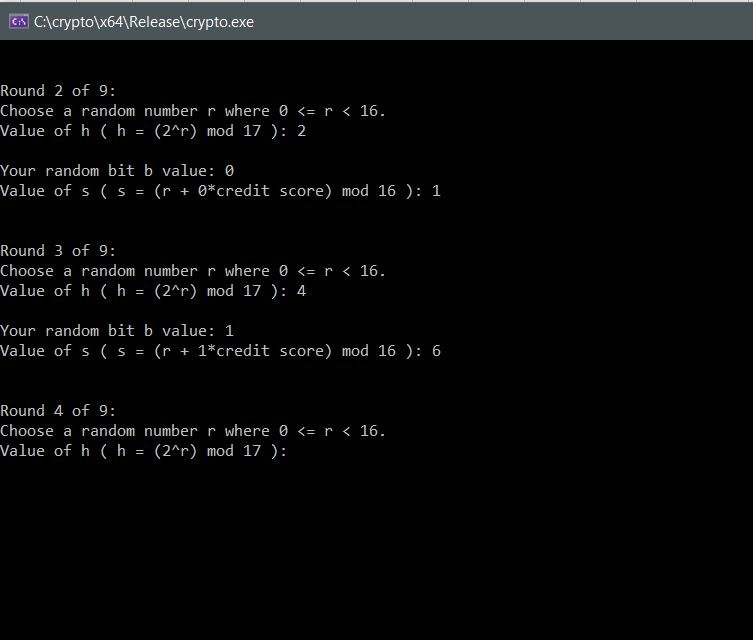 C:\crypto\x64\Release\crypto.exe
Round 2 of 9:
Choose a random number r where 0 <= r < 16.
Value of h ( h = (2^r) mod 17 ): 2
Your random bit b value: 0
Value of s ( s = (r + 0*credit score) mod 16 ): 1
Round 3 of 9:
Choose a random number r where 0 <= r < 16.
Value of h ( h = (2^r) mod 17 ): 4
Your random bit b value: 1
Value of s ( s = (r + 1*credit score) mod 16 ): 6
Round 4 of 9:
Choose a random number r where 0 <= r < 16.
Value of h ( h = (2^r) mod 17 ):